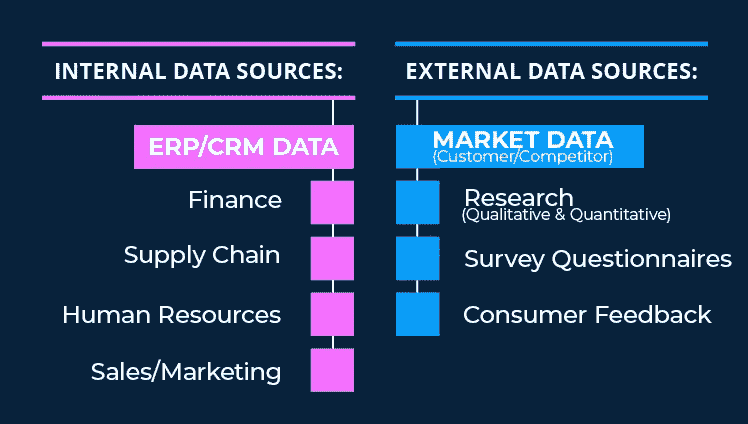 INTERNAL DATA SOURCES:
ERP/CRM DATA
Finance
Supply Chain
Human Resources
Sales/Marketing
EXTERNAL DATA SOURCES:
MARKET DATA
(Customer/Competitor)
Research
(Qualitative & Quantitative)
Survey Questionnaires
Consumer Feedback